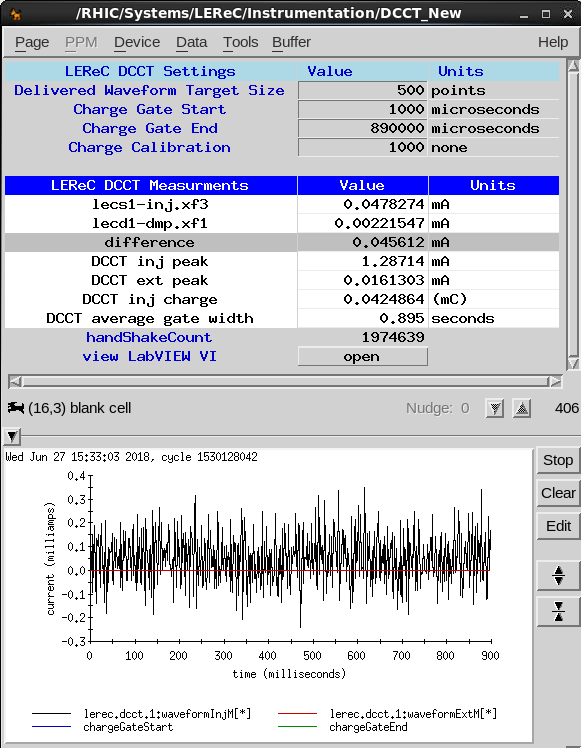 /RHIC/Systems/LEReC/Instrumentation/DCCT_New
Page PPM Device Data Tools Buffer Help
LEReC DCCT Settings Value Units
Delivered Waveform Target Size 500 points
Charge Gate Start 1000 microseconds
Charge Gate End 890000 microseconds
Charge Calibration 1000 none
LEReC DCCT Measurments Value Units
lecs1-inj.xf3 0.0478274 mA
lecd1-dmp.xf1 0.00221547 mA
difference 0.045612 mA
DCCT inj peak 1.28714 mA
DCCT ext peak 0.0161303 mA
DCCT inj charge 0.0424864 (mC)
DCCT average gate width 0.895 seconds
handShakeCount 1974639
view LabVIEW VI open
(16,3) blank cell Nudge: 0 406
Wed Jun 27 15:33:03 2018, cycle 1530128042
Stop
Clear
Edit
current (milliamps)
0.4
0.3
0.2
0.1
0.0
-0.1
-0.2
-0.3
0 100 200 300 400 500 600 700 800 900
time (milliseconds)
lerec.dcct.1:waveformInjM[*] lerec.dcct.1:waveformExtM[*]
chargeGateStart chargeGateEnd